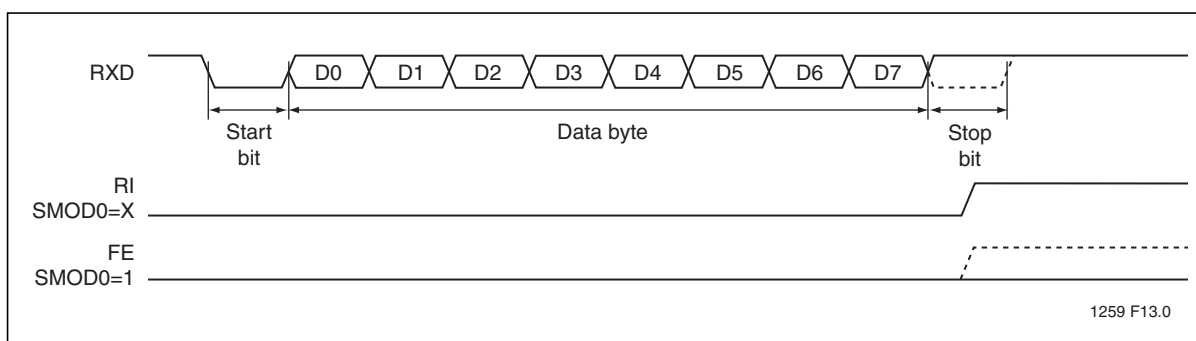 RXD
D0 D1 D2 D3 D4 D5 D6 D7
Start
bit
Data byte
Stop
bit
RI
SMOD0=X
FE
SMOD0=1
1259 F13.0